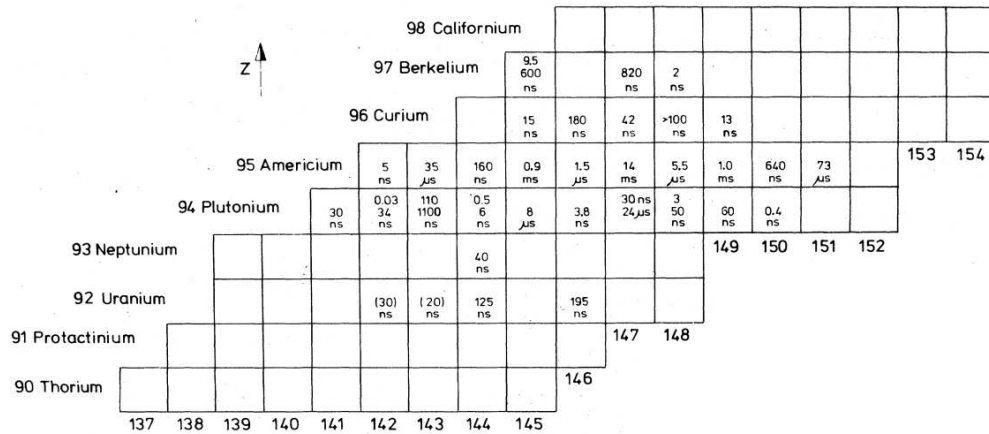 98 Californium
Z
97 Berkelium
9.5
600
ns
820
ns
2
ns
96 Curium
15
ns
180
ns
42
ns
>100
ns
13
ns
153 154
95 Americium
5
ns
35
µs
160
ns
0.9
ms
1.5
µs
14
ms
5.5
µs
1.0
ms
640
ns
73
µs
94 Plutonium
30
ns
0.03
34
ns
110
1100
ns
0.5
6
ns
8
µs
3.8
ns
30 ns
24 µs
3
50
ns
60
ns
0.4
ns
149 150 151 152
93 Neptunium
40
ns
92 Uranium
(30)
ns
(20)
ns
125
ns
195
ns
147 148
91 Protactinium
146
90 Thorium
137 138 139 140 141 142 143 144 145